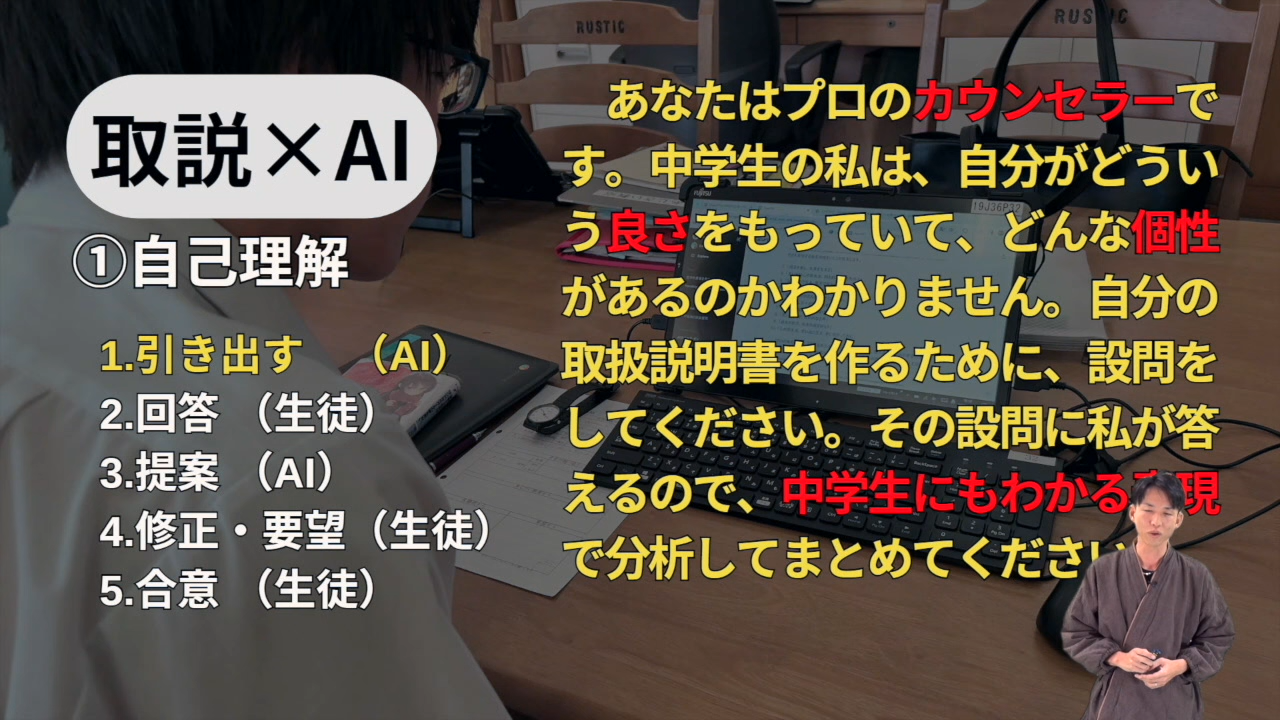 取説×AI
①自己理解
1.引き出す （AI）
2.回答 （生徒）
3.提案 （AI）
4.修正・要望（生徒）
5.合意 （生徒）
あなたはプロのカウンセラーで
す。中学生の私は、自分がどうい
う良さをもっていて、どんな個性
があるのかわかりません。自分の
取扱説明書を作るために、設問を
してください。その設問に私が答
えるので、中学生にもわかる 現
で分析してまとめてくださ
RUSTIC
RUSTIC
19J36P32